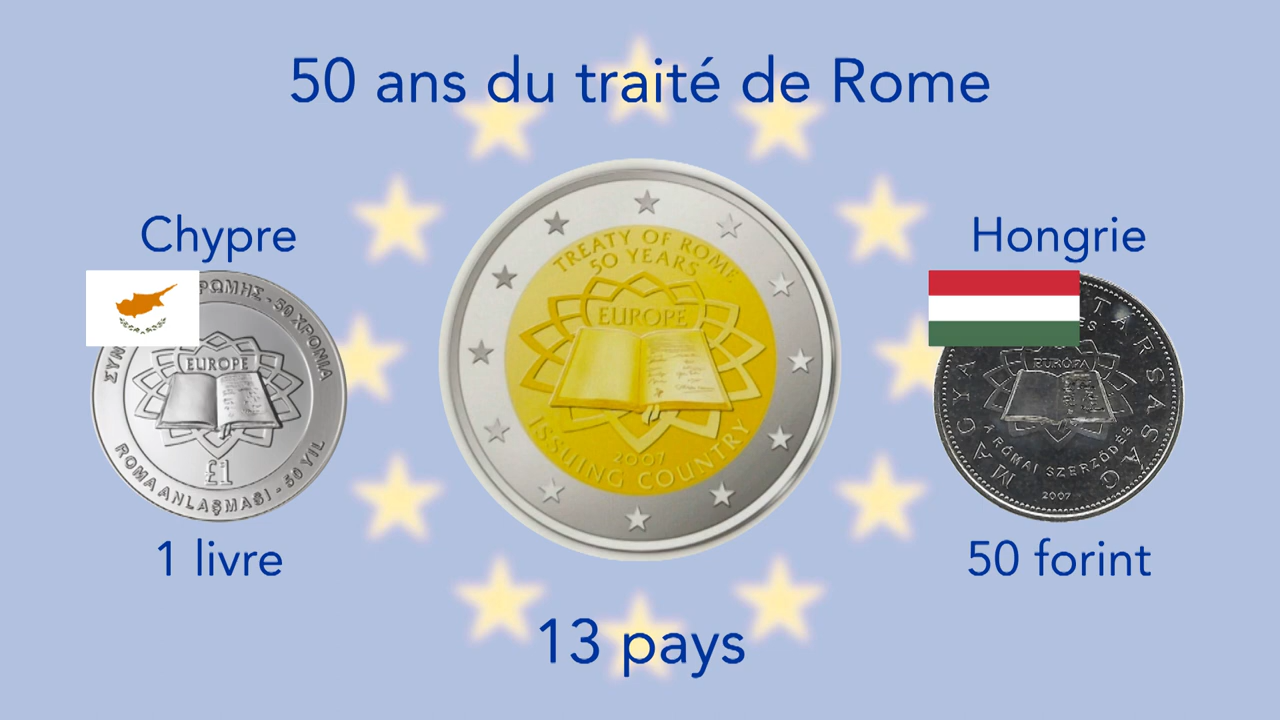 50 ans du traité de Rome
Chypre
Hongrie
TREATY OF ROME
50 YEARS
EUROPE
2007
ISSUING COUNTRY
ΡΩΜΗΣ - 50 ΧΡΟΝΙΑ
EUROPE
£1
ROMA ANLAŞMASI - 50 YIL
EURÓPA
A RÓMAI SZERZŐDÉS
2007
1 livre
50 forint
13 pays